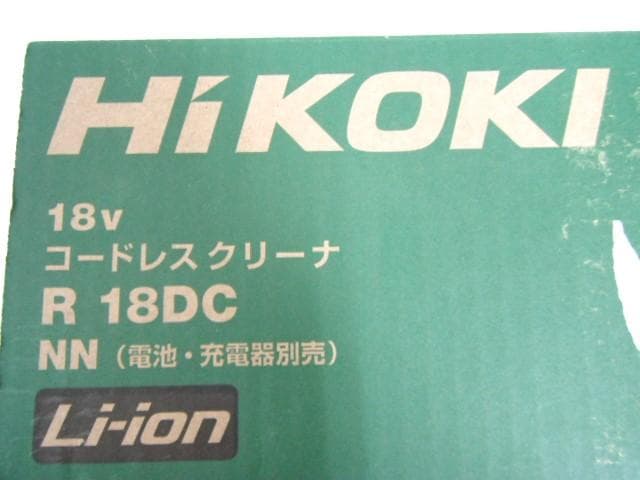 HiKOKI
18v
コードレスクリーナ
R 18DC
NN（電池・充電器別売）
Li-ion